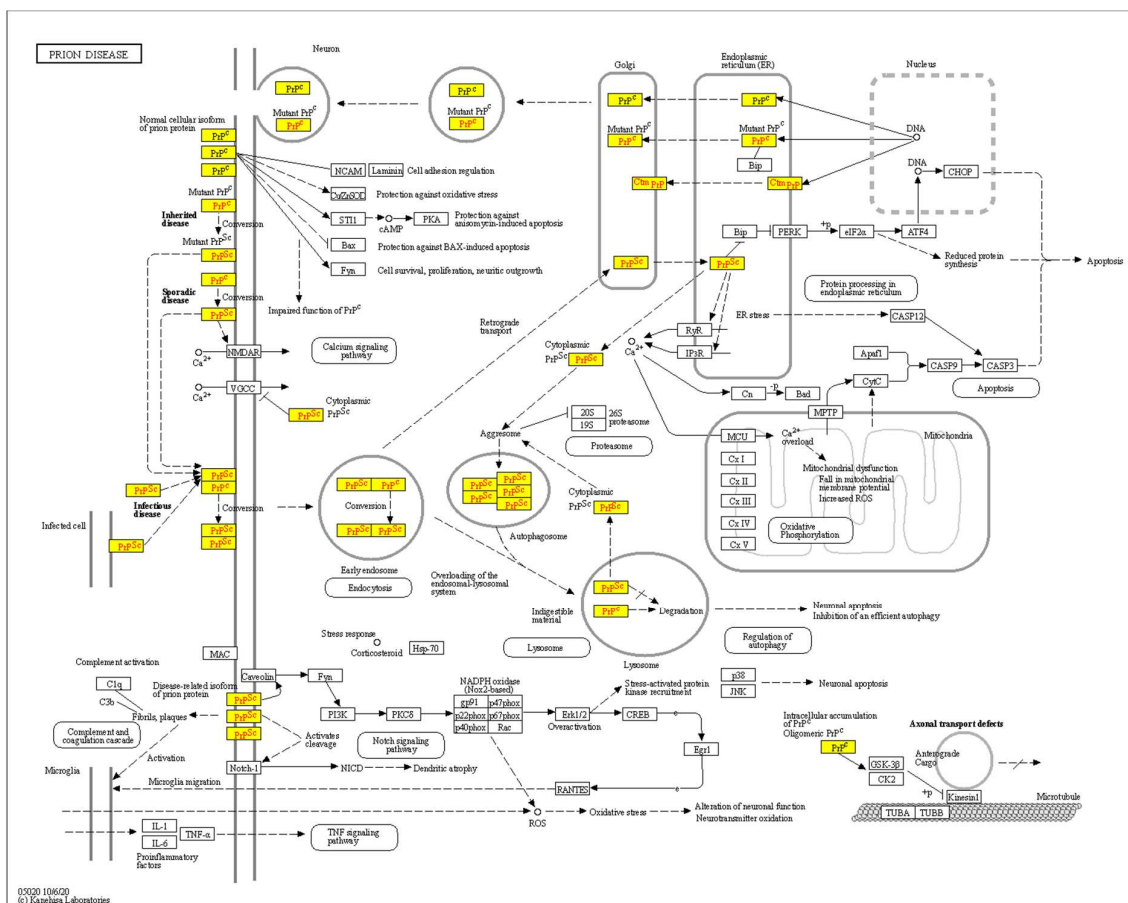 PRION DISEASE
Neuron
Golgi
Endoplasmic
reticulum (ER)
Nucleus
PrPC
Mutant PrPC
PrPC
PrPC
Mutant PrPC
PrPC
PrPC
Mutant PrPC
PrPC
PrPC
Mutant PrPC
PrPC
Bip
DNA
DNA
CHOP
Normal cellular isoform
of prion protein
PrPC
PrPC
PrPC
NCAM
Laminin
Cell adhesion regulation
CuZnSOD
Protection against oxidative stress
STI1
cAMP
PKA
Protection against
anisomycin-induced apoptosis
Bax
Protection against BAX-induced apoptosis
Fyn
Cell survival, proliferation, neuritic outgrowth
Impaired function of PrPC
Mutant PrPC
PrPC
Inherited
disease
Conversion
Mutant PrPSc
PrPSc
PrPC
Sporadic
disease
Conversion
PrPSc
CtmPrP
CtmPrP
Bip
PERK
+p
eIF2α
ATF4
Reduced protein
synthesis
Apoptosis
PrPSc
PrPSc
Protein processing in
endoplasmic reticulum
ER stress
CASP12
RyR
IP3R
Ca2+
Retrograde
transport
Cytoplasmic
PrPSc
PrPSc
Apaf1
CytC
CASP9
CASP3
Apoptosis
Cn
-p
Bad
MPTP
NMDAR
Ca2+
Calcium signaling
pathway
VGCC
Ca2+
Cytoplasmic
PrPSc
PrPSc
Aggresome
20S
19S
26S
proteasome
Proteasome
MCU
Ca2+
overload
Mitochondria
Cx I
Cx II
Cx III
Cx IV
Cx V
Mitochondrial dysfunction
Fall in mitochondrial
membrane potential
Increased ROS
Oxidative
Phosphorylation
PrPSc
PrPC
PrPSc
Infectious
disease
Conversion
PrPSc
PrPSc
Infected cell
PrPSc
PrPSc
PrPC
Conversion
PrPSc
PrPSc
Early endosome
Endocytosis
PrPSc
PrPSc
PrPSc
PrPSc
PrPSc
Autophagosome
Cytoplasmic
PrPSc
PrPSc
Overloading of the
endosomal-lysosomal
system
PrPSc
PrPC
Degradation
Indigestible
material
Lysosome
Lysosome
Neuronal apoptosis
Inhibition of an efficient autophagy
Regulation of
autophagy
Stress response
Corticosteroid
Hsp-70
MAC
Complement activation
C1q
C3b
Disease-related isoform
of prion protein
Fibrils, plaques
Complement and
coagulation cascade
Caveolin
Fyn
PrPSc
PrPSc
PrPSc
Activates
cleavage
PI3K
PKCδ
NADPH oxidase
(Nox2-based)
gp91
p47phox
p22phox
p67phox
p40phox
Rac
Erk1/2
Overactivation
Stress-activated protein
kinase recruitment
CREB
e
Egr1
e
p38
JNK
Neuronal apoptosis
Notch signaling
pathway
Notch-1
NICD
Dendritic atrophy
Activation
Microglia
Microglia migration
RANTES
ROS
Oxidative stress
Alteration of neuronal function
Neurotransmitter oxidation
IL-1
IL-6
TNF-α
TNF signaling
pathway
Proinflammatory
factors
Intracellular accumulation
of PrPC
Oligomeric PrPC
PrPC
Axonal transport defects
Anterograde
Cargo
GSK-3β
CK2
+p
Kinesin1
Microtubule
TUBA
TUBB
05020 10/6/20
(c) Kanehisa Laboratories